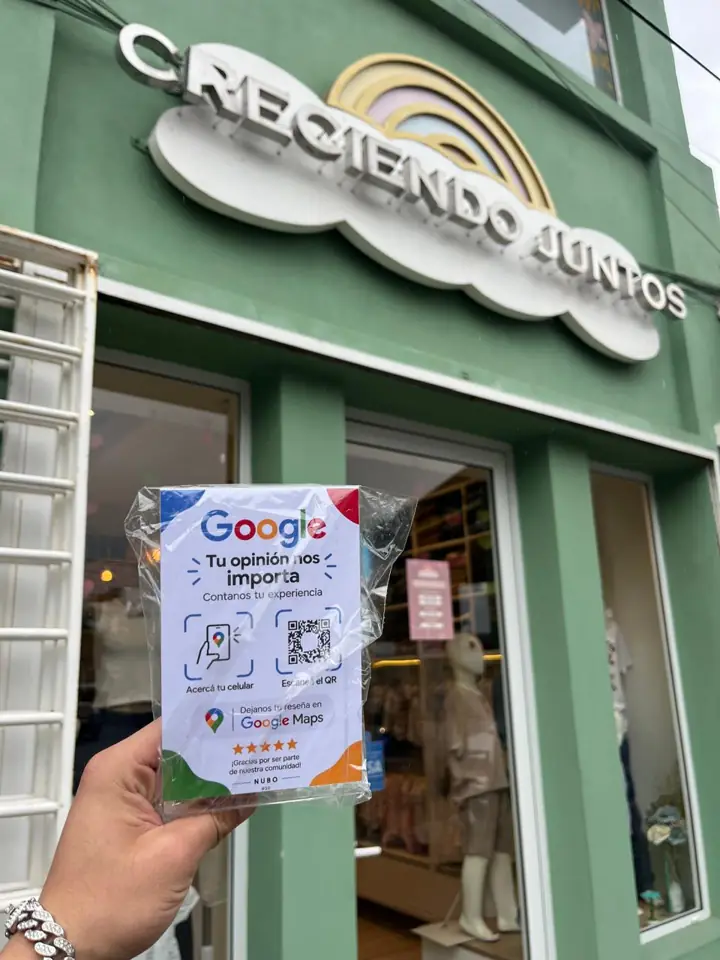 CRECIENDO JUNTOS
Google
Tu opinión nos
importa
Contanos tu experiencia
Acercá tu celular
Escaneá el QR
Dejanos tu reseña en
Google Maps
¡Gracias por ser parte
de nuestra comunidad!
NUBO